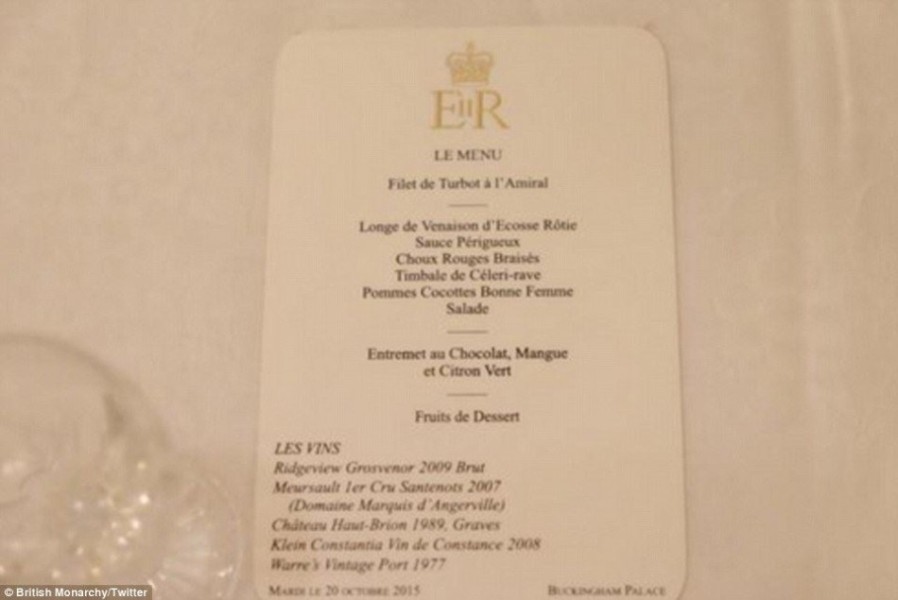 EiiR
LE MENU
Filet de Turbot à l'Amiral
Longe de Venaison d'Ecosse Rôtie
Sauce Périgueux
Choux Rouges Braisés
Timbale de Céleri-rave
Pommes Cocottes Bonne Femme
Salade
Entremet au Chocolat, Mangue
et Citron Vert
Fruits de Dessert
LES VINS
Ridgeview Grosvenor 2009 Brut
Meursault 1er Cru Santenots 2007
(Domaine Marquis d'Angerville)
Château Haut-Brion 1989, Graves
Klein Constantia Vin de Constance 2008
Warre's Vintage Port 1977
MARDI LE 20 OCTOBRE 2015 BUCKINGHAM PALACE
© British Monarchy/Twitter